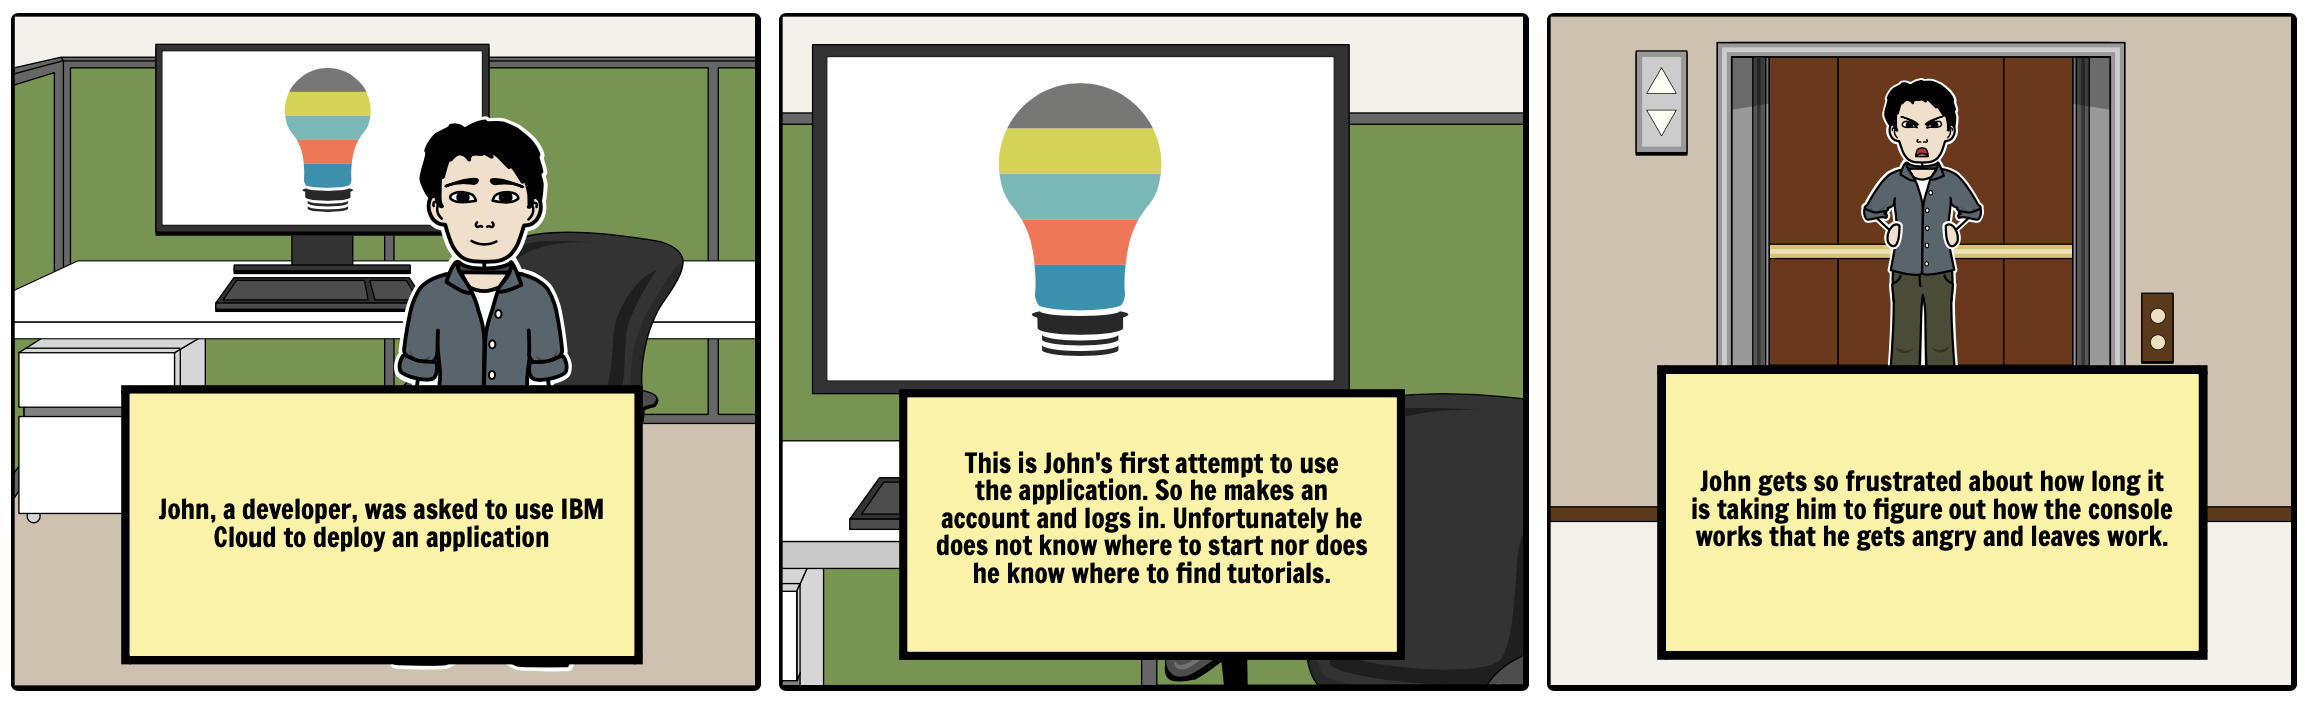 John, a developer, was asked to use IBM
Cloud to deploy an application
This is John's first attempt to use
the application. So he makes an
account and logs in. Unfortunately he
does not know where to start nor does
he know where to find tutorials.
John gets so frustrated about how long it
is taking him to figure out how the console
works that he gets angry and leaves work.